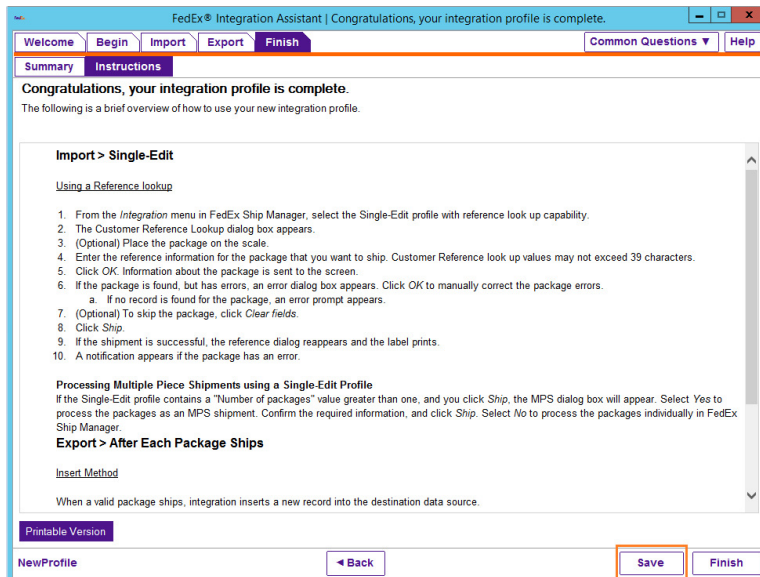 FedEx® Integration Assistant | Congratulations, your integration profile is complete.
Welcome Begin Import Export Finish Common Questions ▼ Help
Summary Instructions
Congratulations, your integration profile is complete.
The following is a brief overview of how to use your new integration profile.
Import > Single-Edit
Using a Reference lookup
1. From the Integration menu in FedEx Ship Manager, select the Single-Edit profile with reference look up capability.
2. The Customer Reference Lookup dialog box appears.
3. (Optional) Place the package on the scale.
4. Enter the reference information for the package that you want to ship. Customer Reference look up values may not exceed 39 characters.
5. Click OK. Information about the package is sent to the screen.
6. If the package is found, but has errors, an error dialog box appears. Click OK to manually correct the package errors.
a. If no record is found for the package, an error prompt appears.
7. (Optional) To skip the package, click Clear fields.
8. Click Ship.
9. If the shipment is successful, the reference dialog reappears and the label prints.
10. A notification appears if the package has an error.
Processing Multiple Piece Shipments using a Single-Edit Profile
If the Single-Edit profile contains a "Number of packages" value greater than one, and you click Ship, the MPS dialog box will appear. Select Yes to
process the packages as an MPS shipment. Confirm the required information, and click Ship. Select No to process the packages individually in FedEx
Ship Manager.
Export > After Each Package Ships
Insert Method
When a valid package ships, integration inserts a new record into the destination data source.
Printable Version
NewProfile ◄ Back Save Finish